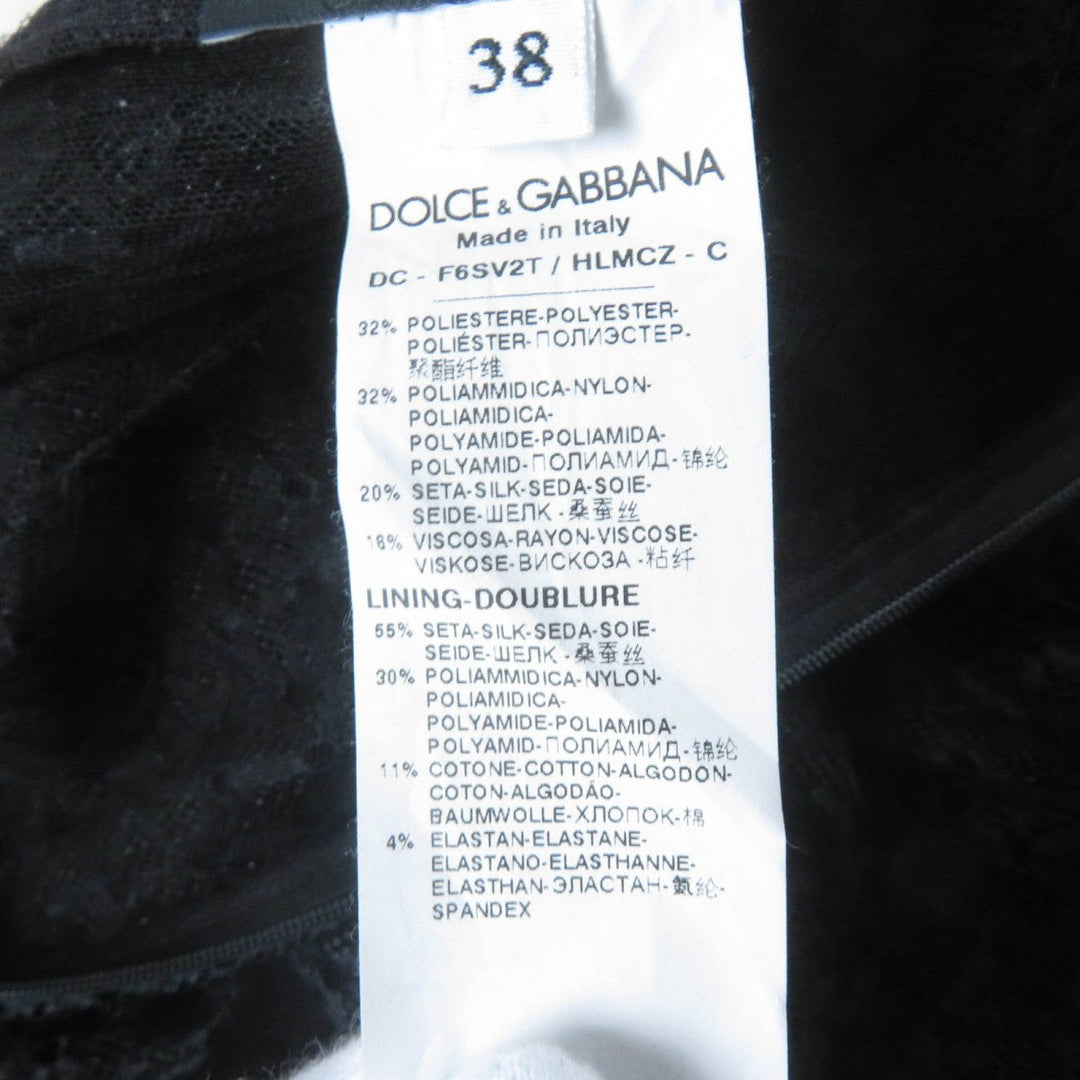 38
DOLCE & GABBANA
Made in Italy
DC - F6SV2T / HLMCZ - C
32% POLIESTERE-POLYESTER-
POLIÉSTER-ПОЛИЭСТЕР-
聚酯纤维
32% POLIAMMIDICA-NYLON-
POLIAMIDICA-
POLYAMIDE-POLIAMIDA-
POLYAMID-ПОЛИАМИД-锦纶
20% SETA-SILK-SEDA-SOIE-
SEIDE-ШЕЛК-桑蚕丝
16% VISCOSA-RAYON-VISCOSE-
VISKOSE-ВИСКОЗА-粘纤
LINING-DOUBLURE
55% SETA-SILK-SEDA-SOIE-
SEIDE-ШЕЛК-桑蚕丝
30% POLIAMMIDICA-NYLON-
POLIAMIDICA-
POLYAMIDE-POLIAMIDA-
POLYAMID-ПОЛИАМИД-锦纶
11% COTONE-COTTON-ALGODON-
COTON-ALGODÃO-
BAUMWOLLE-ХЛОПОК-棉
4% ELASTAN-ELASTANE-
ELASTANO-ELASTHANNE-
ELASTHAN-ЭЛАСТАН-氨纶-
SPANDEX